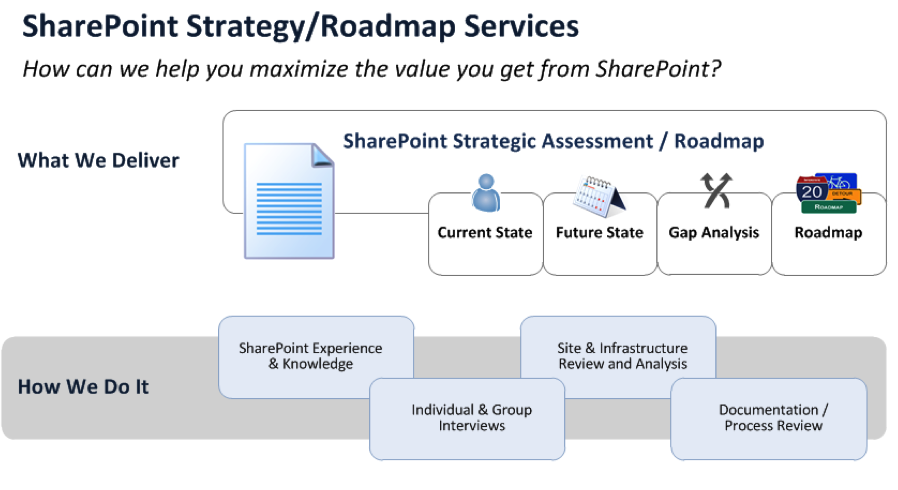 SharePoint Strategy/Roadmap Services
How can we help you maximize the value you get from SharePoint?
What We Deliver
SharePoint Strategic Assessment / Roadmap
Current State
Future State
Gap Analysis
20
DETOUR
ROADMAP
Roadmap
How We Do It
SharePoint Experience
& Knowledge
Individual & Group
Interviews
Site & Infrastructure
Review and Analysis
Documentation /
Process Review